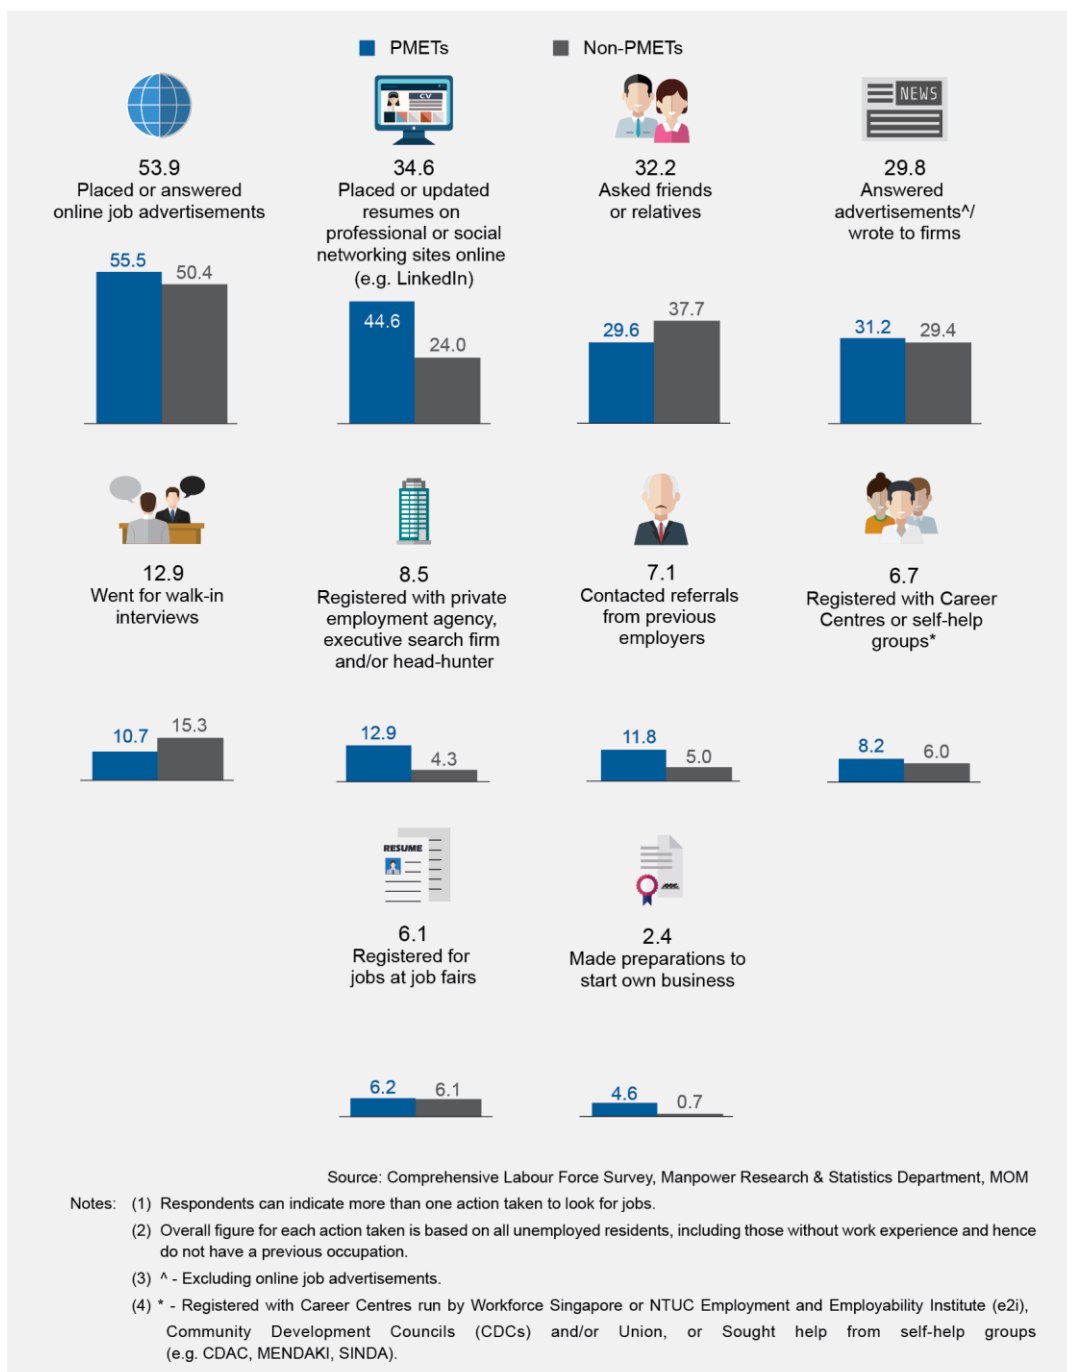 PMETs
Non-PMETs
CV
NEWS
53.9
Placed or answered
online job advertisements
34.6
Placed or updated
resumes on
professional or social
networking sites online
(e.g. LinkedIn)
32.2
Asked friends
or relatives
29.8
Answered
advertisements^/
wrote to firms
55.5
50.4
44.6
24.0
29.6
37.7
31.2
29.4
12.9
Went for walk-in
interviews
8.5
Registered with private
employment agency,
executive search firm
and/or head-hunter
7.1
Contacted referrals
from previous
employers
6.7
Registered with Career
Centres or self-help
groups*
10.7
15.3
12.9
4.3
11.8
5.0
8.2
6.0
RESUME
6.1
Registered for
jobs at job fairs
2.4
Made preparations to
start own business
6.2
6.1
4.6
0.7
Source: Comprehensive Labour Force Survey, Manpower Research & Statistics Department, MOM
Notes: (1) Respondents can indicate more than one action taken to look for jobs.
(2) Overall figure for each action taken is based on all unemployed residents, including those without work experience and hence
do not have a previous occupation.
(3) ^ - Excluding online job advertisements.
(4) * - Registered with Career Centres run by Workforce Singapore or NTUC Employment and Employability Institute (e2i),
Community Development Councils (CDCs) and/or Union, or Sought help from self-help groups
(e.g. CDAC, MENDAKI, SINDA).